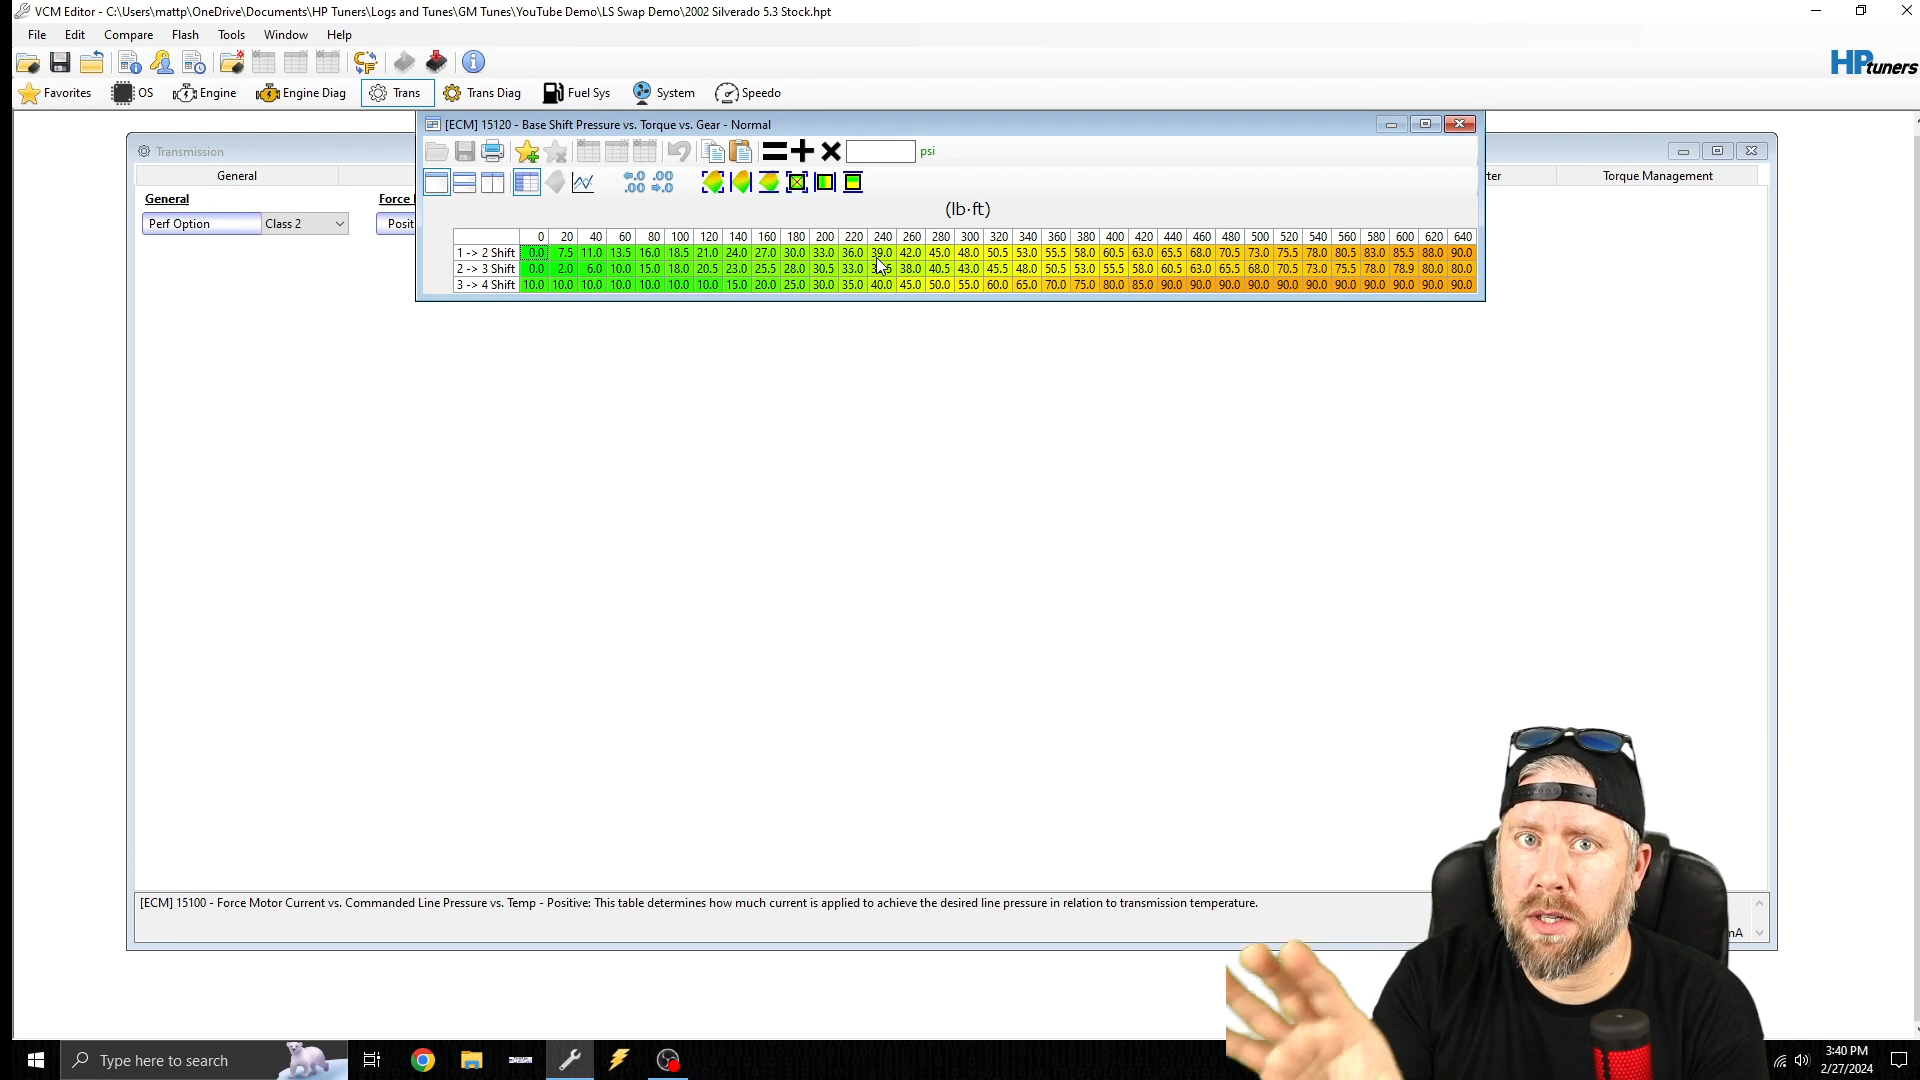 VCM Editor - C:\Users\mattp\OneDrive\Documents\HP Tuners\Logs and Tunes\GM Tunes\YouTube Demo\LS Swap Demo\2002 Silverado 5.3 Stock.hpt
File Edit Compare Flash Tools Window Help
HPtuners
Favorites OS Engine Engine Diag Trans Trans Diag Fuel Sys System Speedo
[ECM] 15120 - Base Shift Pressure vs. Torque vs. Gear - Normal
Transmission
psi
General
Torque Management
General Force
Perf Option Class 2 Posit
(lb·ft)
0 20 40 60 80 100 120 140 160 180 200 220 240 260 280 300 320 340 360 380 400 420 440 460 480 500 520 540 560 580 600 620 640
1 -> 2 Shift 0.0 7.5 11.0 13.5 16.0 18.5 21.0 24.0 27.0 30.0 33.0 36.0 39.0 42.0 45.0 48.0 50.5 53.0 55.5 58.0 60.5 63.0 65.5 68.0 70.5 73.0 75.5 78.0 80.5 83.0 85.5 88.0 90.0
2 -> 3 Shift 0.0 2.0 6.0 10.0 15.0 18.0 20.5 23.0 25.5 28.0 30.5 33.0 38.0 40.5 43.0 45.5 48.0 50.5 53.0 55.5 58.0 60.5 63.0 65.5 68.0 70.5 73.0 75.5 78.0 78.9 80.0 80.0
3 -> 4 Shift 10.0 10.0 10.0 10.0 10.0 10.0 10.0 15.0 20.0 25.0 30.0 35.0 40.0 45.0 50.0 55.0 60.0 65.0 70.0 75.0 80.0 85.0 90.0 90.0 90.0 90.0 90.0 90.0 90.0 90.0 90.0 90.0 90.0
[ECM] 15100 - Force Motor Current vs. Commanded Line Pressure vs. Temp - Positive: This table determines how much current is applied to achieve the desired line pressure in relation to transmission temperature.
mA
Type here to search
3:40 PM
2/27/2024